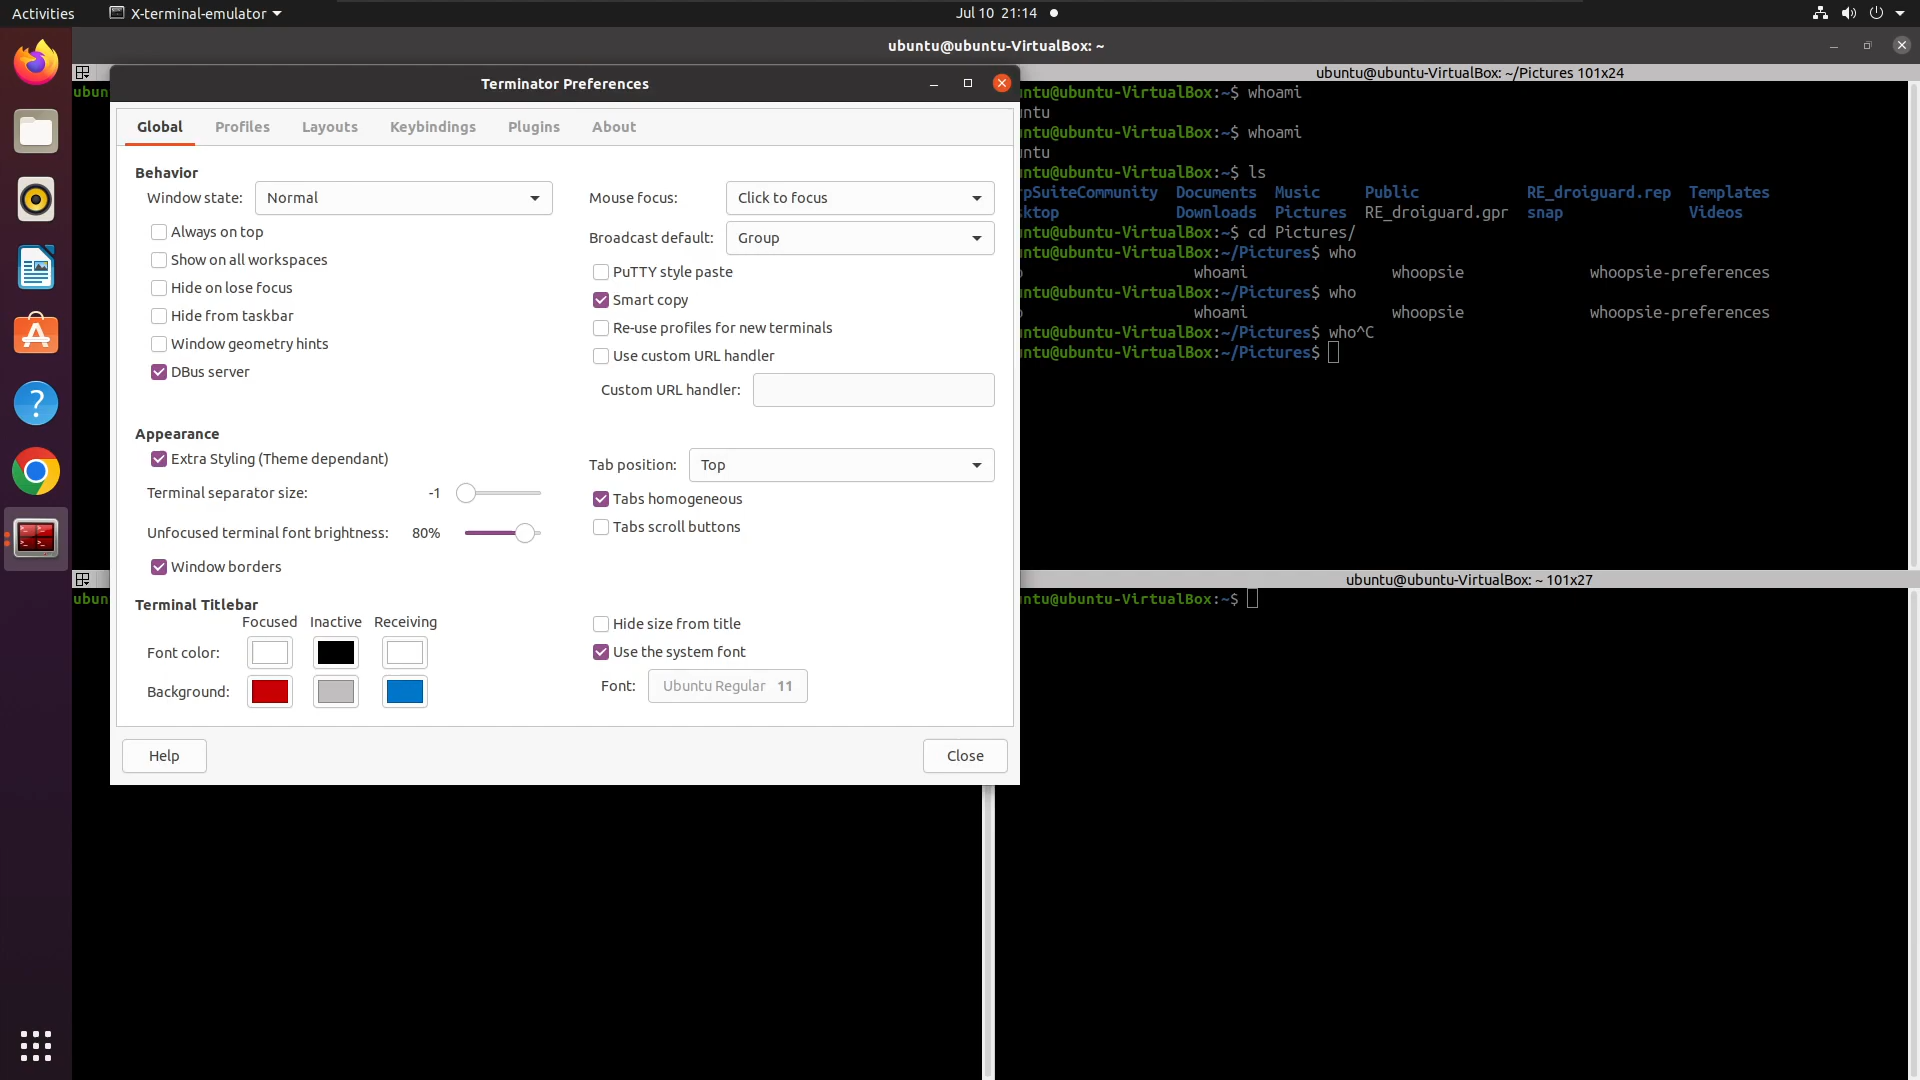 Activities
X-terminal-emulator
Jul 10 21:14
ubuntu@ubuntu-VirtualBox: ~
Terminator Preferences
Global Profiles Layouts Keybindings Plugins About
Behavior
Window state: Normal
Always on top
Show on all workspaces
Hide on lose focus
Hide from taskbar
Window geometry hints
DBus server
Mouse focus: Click to focus
Broadcast default: Group
PuTTY style paste
Smart copy
Re-use profiles for new terminals
Use custom URL handler
Custom URL handler:
Appearance
Extra Styling (Theme dependant)
Terminal separator size: -1
Unfocused terminal font brightness: 80%
Window borders
Tab position: Top
Tabs homogeneous
Tabs scroll buttons
Terminal Titlebar
Focused Inactive Receiving
Font color:
Background:
Hide size from title
Use the system font
Font: Ubuntu Regular 11
Help
Close
ubun
ubun
ubuntu@ubuntu-VirtualBox: ~/Pictures 101x24
ntu@ubuntu-VirtualBox:~$ whoami
ntu
ntu@ubuntu-VirtualBox:~$ whoami
ntu
ntu@ubuntu-VirtualBox:~$ ls
rpSuiteCommunity Documents Music Public RE_droiguard.rep Templates
ktop Downloads Pictures RE_droiguard.gpr snap Videos
ntu@ubuntu-VirtualBox:~$ cd Pictures/
ntu@ubuntu-VirtualBox:~/Pictures$ who
whoami whoopsie whoopsie-preferences
ntu@ubuntu-VirtualBox:~/Pictures$ who
whoami whoopsie whoopsie-preferences
ntu@ubuntu-VirtualBox:~/Pictures$ who^C
ntu@ubuntu-VirtualBox:~/Pictures$
ubuntu@ubuntu-VirtualBox: ~ 101x27
ntu@ubuntu-VirtualBox:~$